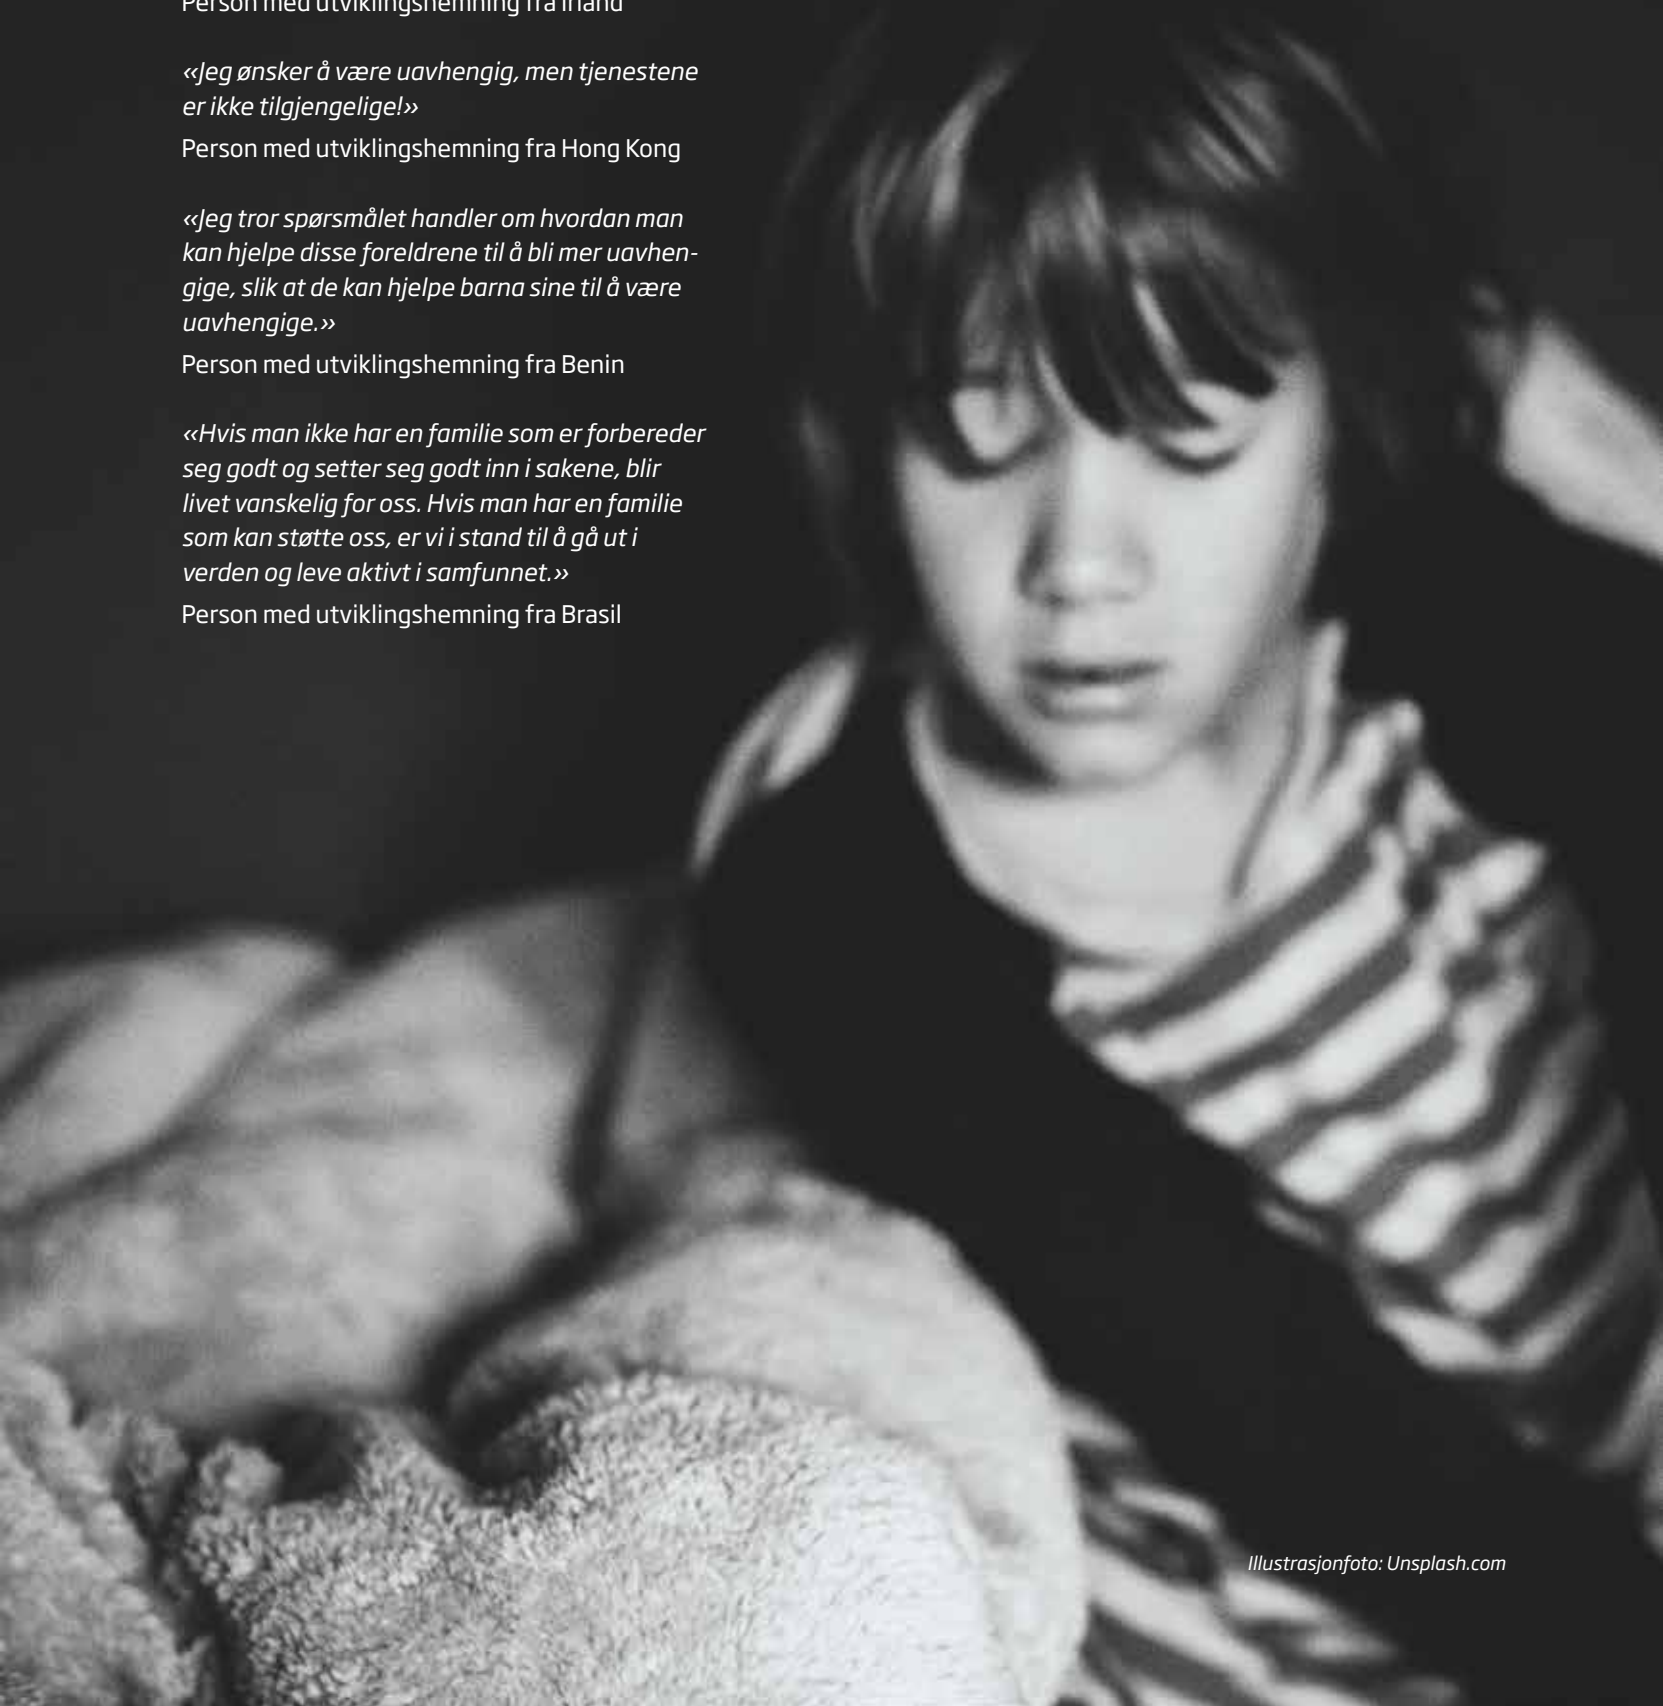 Person med utviklingshemning fra Irland
«Jeg ønsker å være uavhengig, men tjenestene
er ikke tilgjengelige!»
Person med utviklingshemning fra Hong Kong
«Jeg tror spørsmålet handler om hvordan man
kan hjelpe disse foreldrene til å bli mer uavhen-
gige, slik at de kan hjelpe barna sine til å være
uavhengige.»
Person med utviklingshemning fra Benin
«Hvis man ikke har en familie som er forbereder
seg godt og setter seg godt inn i sakene, blir
livet vanskelig for oss. Hvis man har en familie
som kan støtte oss, er vi i stand til å gå ut i
verden og leve aktivt i samfunnet.»
Person med utviklingshemning fra Brasil
Illustrasjonfoto: Unsplash.com